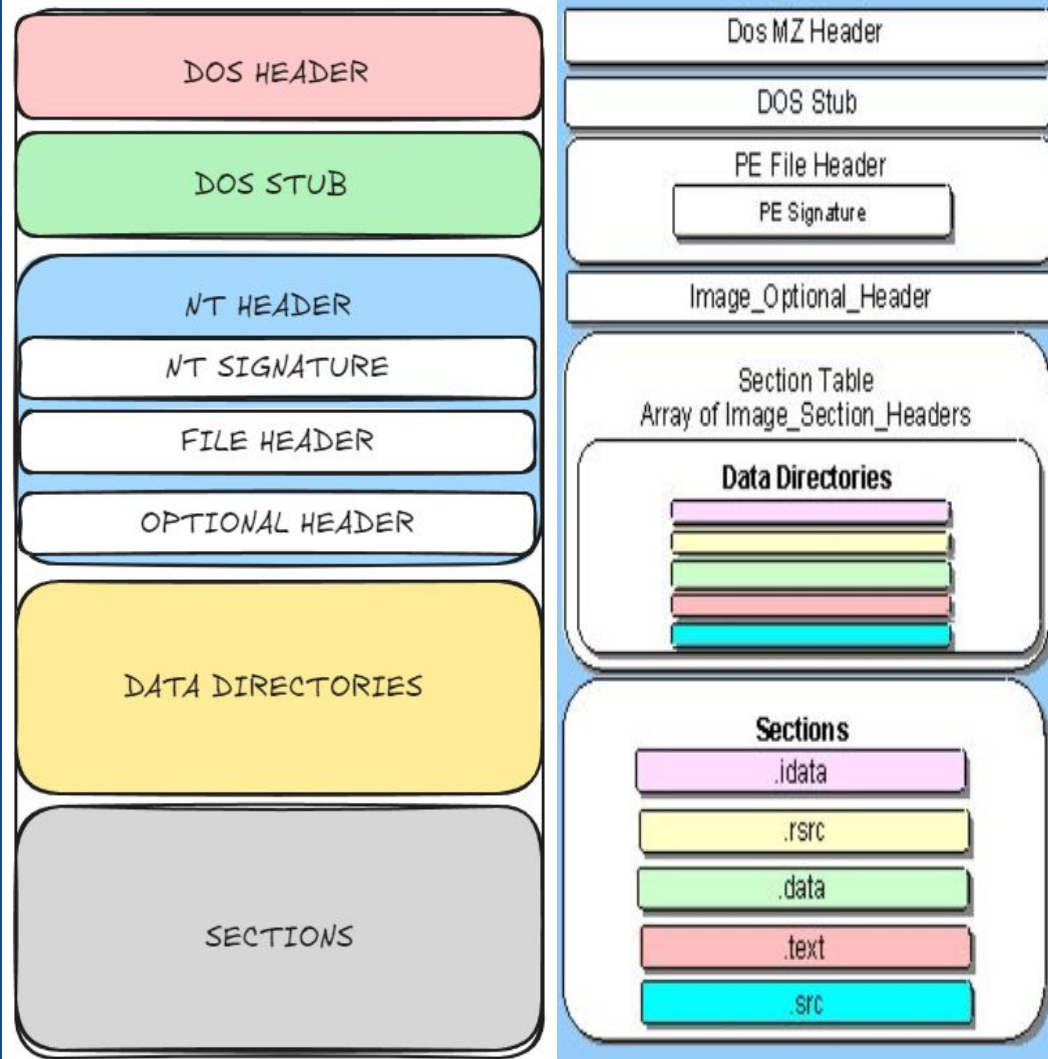 DOS HEADER
DOS STUB
NT HEADER
NT SIGNATURE
FILE HEADER
OPTIONAL HEADER
DATA DIRECTORIES
SECTIONS
Dos MZ Header
DOS Stub
PE File Header
PE Signature
Image_Optional_Header
Section Table
Array of Image_Section_Headers
Data Directories
Sections
.idata
.rsrc
.data
.text
.src